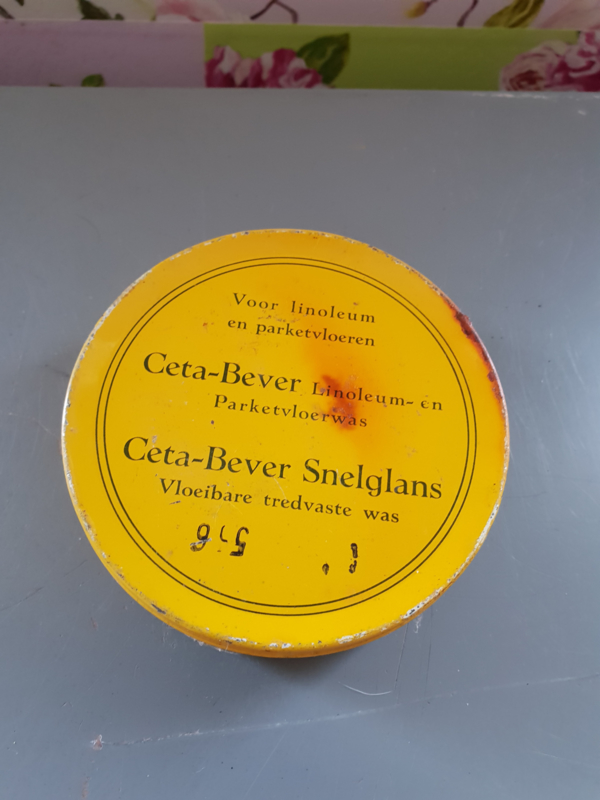 Voor linoleum
en parketvloeren
Ceta-Bever Linoleum- en
Parketvloerwas
Ceta-Bever Snelglans
Vloeibare tredvaste was